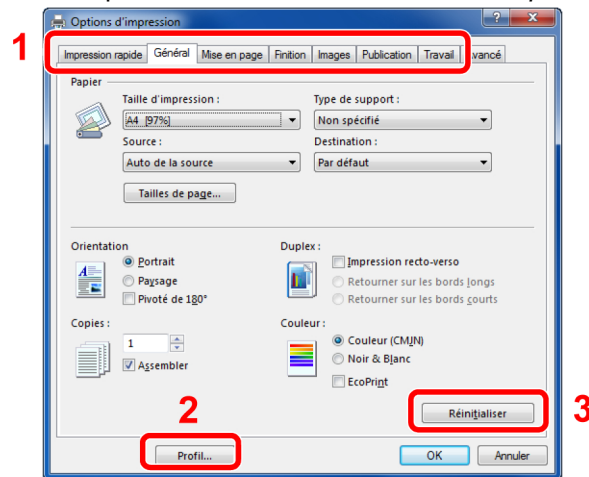 Options d'impression
1
Impression rapide Général Mise en page Finition Images Publication Travail Avancé
Papier
Taille d'impression : Type de support :
A4 [97%] Non spécifié
Source : Destination :
Auto de la source Par défaut
Tailles de page...
Orientation Duplex :
Portrait Impression recto-verso
Paysage Retourner sur les bords longs
Pivoté de 180° Retourner sur les bords courts
Copies : Couleur :
1 Couleur (CMJN)
Assembler Noir & Blanc
EcoPrint
2 Réinitialiser 3
Profil... OK Annuler